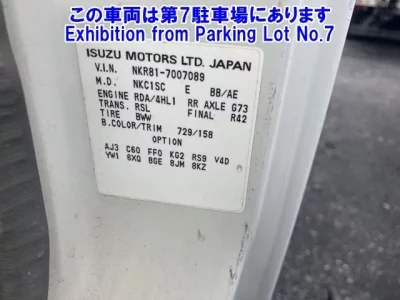 この車両は第7駐車場にあります
Exhibition from Parking Lot No.7
ISUZU MOTORS LTD. JAPAN
V.I.N. NKR81-7007089
M.D. NKC1SC E BB/AE
ENGINE RDA/4HL1 RR AXLE G73
TRANS. RSL FINAL R42
TIRE BWW
B.COLOR/TRIM 729/158
OPTION
AJ3 C60 FF0 KG2 RS9 V4D
YW1 6XQ 8GE 8JM 8KZ